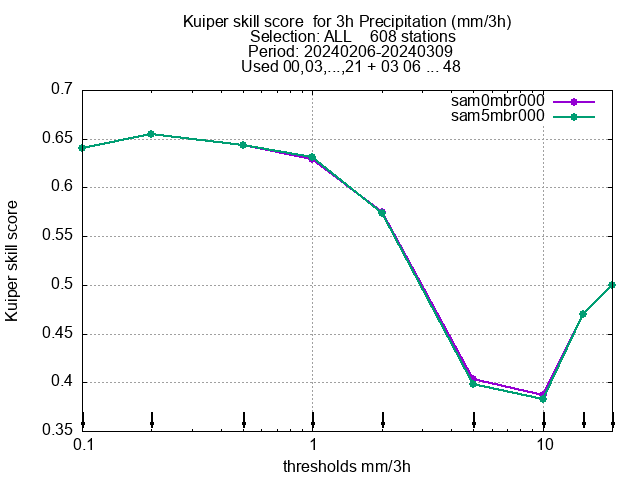 Kuiper skill score  for 3h Precipitation (mm/3h)
Selection: ALL    608 stations
Period: 20240206-20240309
Used 00,03,...,21 + 03 06 ... 48
sam0mbr000
sam5mbr000
0.7
0.65
0.6
0.55
0.5
0.45
0.4
0.35
Kuiper skill score
0.1 1 10
thresholds mm/3h